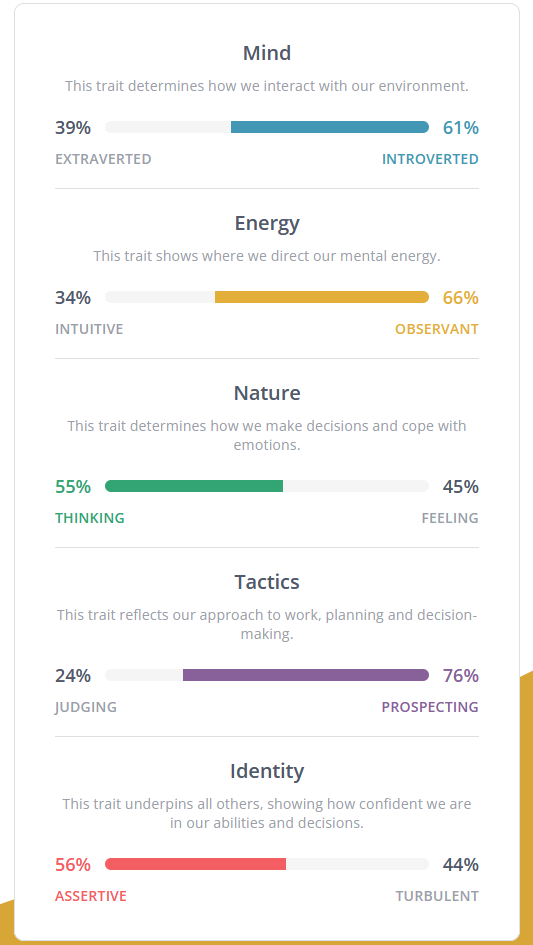 Mind
This trait determines how we interact with our environment.
39% 61%
EXTRAVERTED INTROVERTED
Energy
This trait shows where we direct our mental energy.
34% 66%
INTUITIVE OBSERVANT
Nature
This trait determines how we make decisions and cope with
emotions.
55% 45%
THINKING FEELING
Tactics
This trait reflects our approach to work, planning and decision-
making.
24% 76%
JUDGING PROSPECTING
Identity
This trait underpins all others, showing how confident we are
in our abilities and decisions.
56% 44%
ASSERTIVE TURBULENT